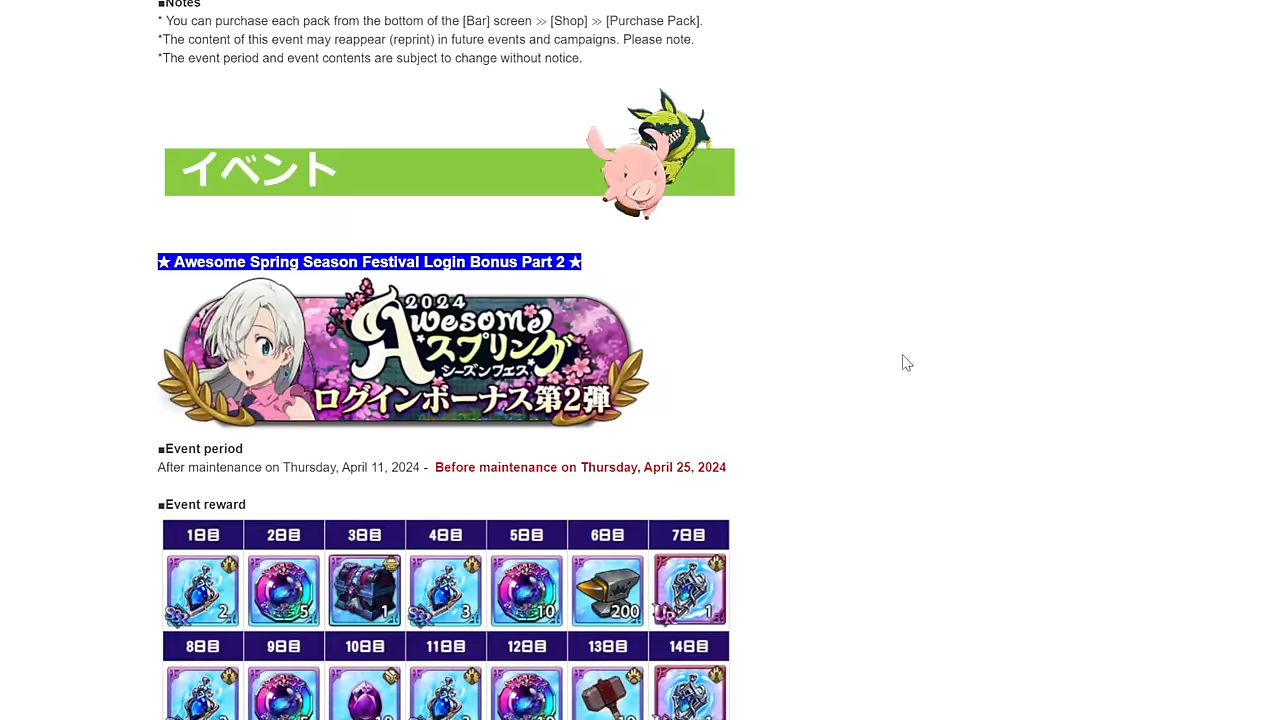 ■Notes
* You can purchase each pack from the bottom of the [Bar] screen ≫ [Shop] ≫ [Purchase Pack].
*The content of this event may reappear (reprint) in future events and campaigns. Please note.
*The event period and event contents are subject to change without notice.
イベント
★ Awesome Spring Season Festival Login Bonus Part 2 ★
2024
Awesome
スプリング
シーズンフェス
ログインボーナス第2弾
■Event period
After maintenance on Thursday, April 11, 2024 - Before maintenance on Thursday, April 25, 2024
■Event reward
1日目 2日目 3日目 4日目 5日目 6日目 7日目
SSR 2 5 1 SSR 3 10 200 UR 1
8日目 9日目 10日目 11日目 12日目 13日目 14日目